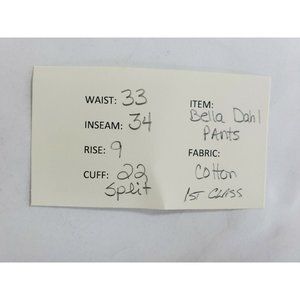 WAIST: 33
INSEAM: 34
RISE: 9
CUFF: 22
Split
ITEM:
Bella Dahl
PANTS
FABRIC:
Cotton
1ST CLASS